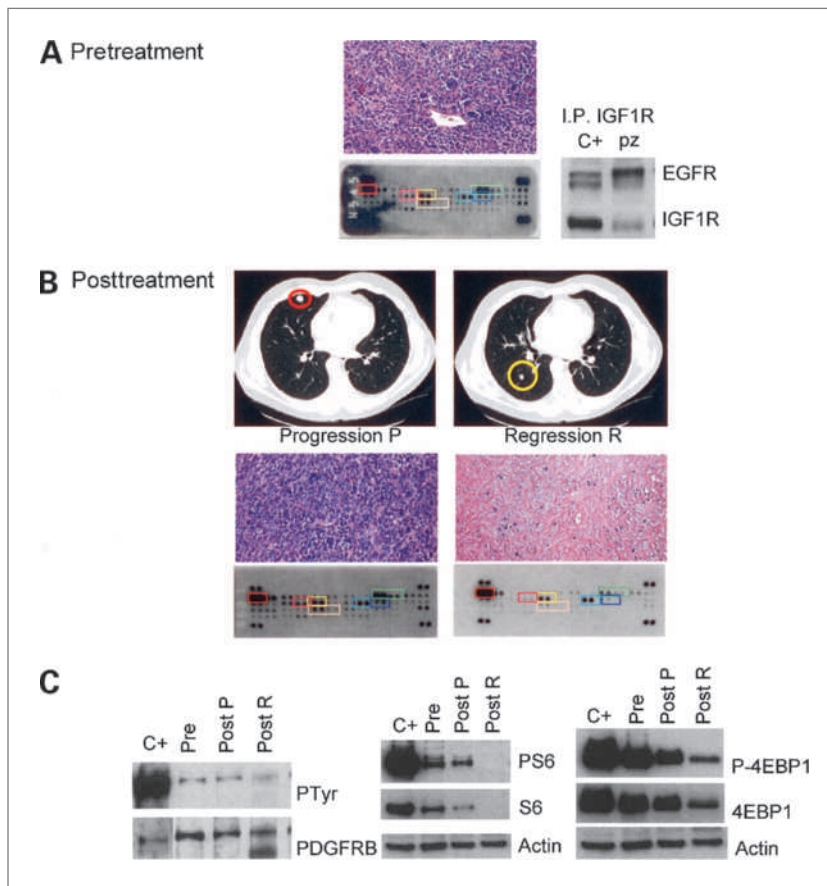 A Pretreatment
I.P. IGF1R
C+ pz
EGFR
IGF1R
B Posttreatment
Progression P
Regression R
C
C+ Pre Post P Post R
PTyr
PDGFRB
C+ Pre Post P Post R
PS6
S6
Actin
C+ Pre Post P Post R
P-4EBP1
4EBP1
Actin